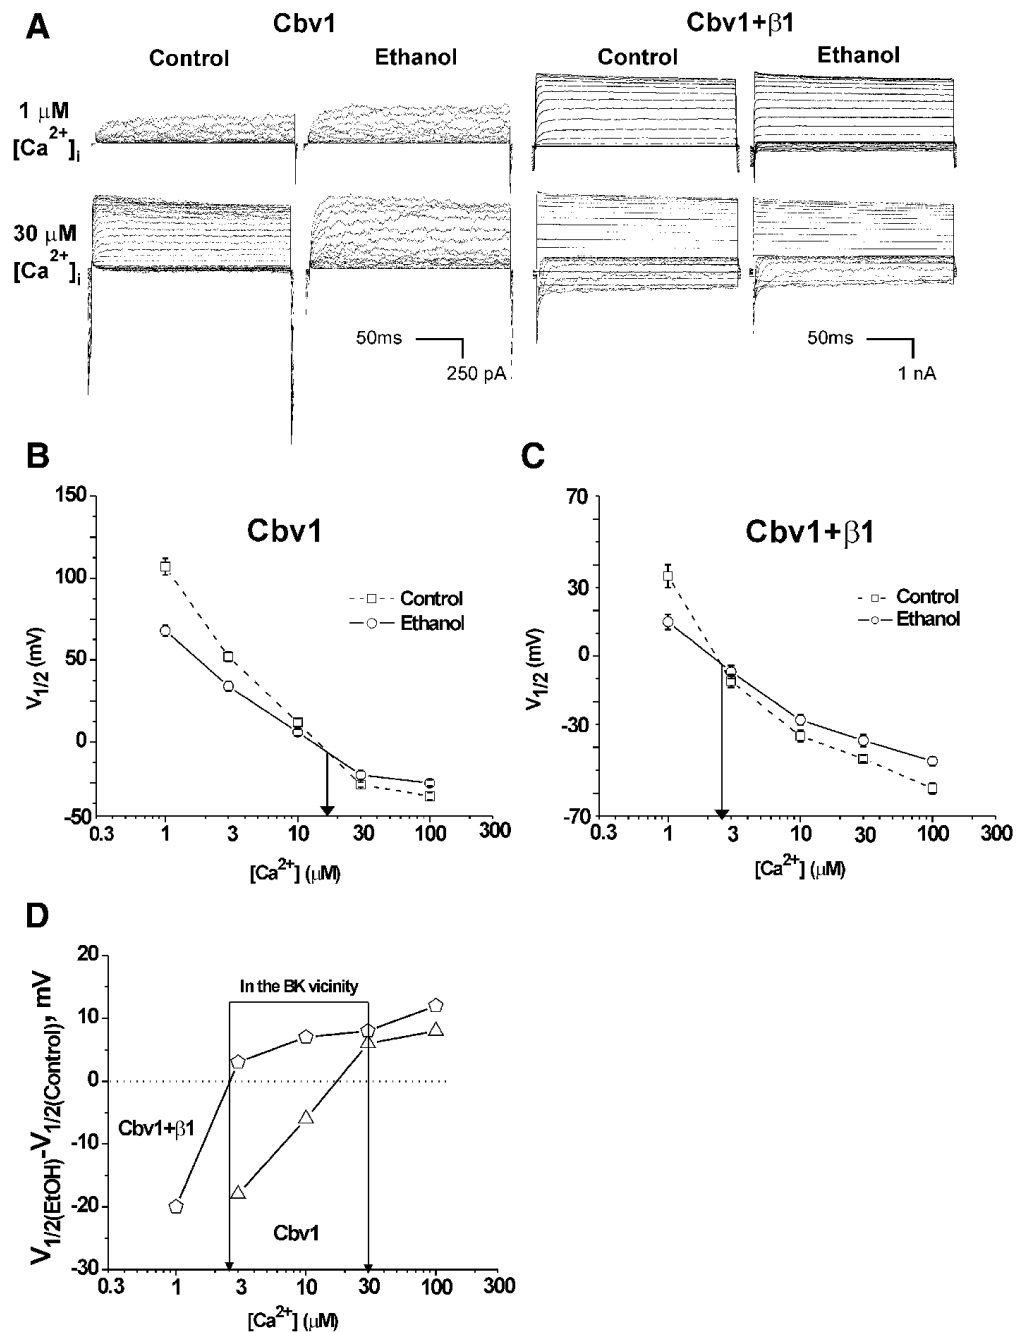 A
Cbv1
Cbv1+β1
Control
Ethanol
Control
Ethanol
1 μM
[Ca2+]i
30 μM
[Ca2+]i
50ms
250 pA
50ms
1 nA
B
Cbv1
Control
Ethanol
V1/2 (mV)
150
100
50
0
-50
0.3
1
3
10
30
100
300
[Ca2+] (μM)
C
Cbv1+β1
Control
Ethanol
V1/2 (mV)
70
30
0
-30
-70
0.3
1
3
10
30
100
300
[Ca2+] (μM)
D
In the BK vicinity
Cbv1+β1
Cbv1
V1/2(EtOH)-V1/2(Control), mV
20
10
0
-10
-20
-30
0.3
1
3
10
30
100
300
[Ca2+] (μM)